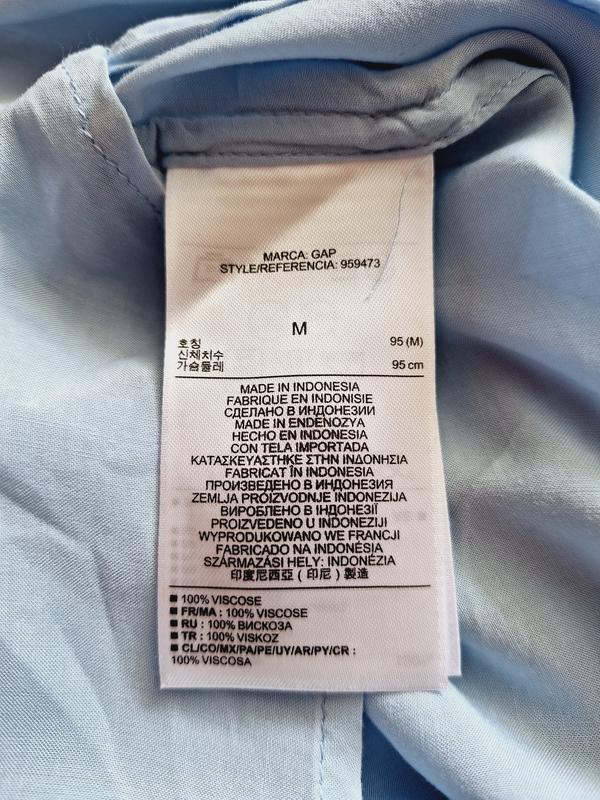 MARCA: GAP
STYLE/REFERENCIA: 959473
M
호칭 95 (M)
신체치수
가슴둘레 95 cm
MADE IN INDONESIA
FABRIQUE EN INDONISIE
СДЕЛАНО В ИНДОНЕЗИИ
MADE IN ENDENOZYA
HECHO EN INDONESIA
CON TELA IMPORTADA
ΚΑΤΑΣΚΕΥΑΣΤΗΚΕ ΣΤΗΝ ΙΝΔΟΝΗΣΙΑ
FABRICAT ÎN INDONESIA
ПРОИЗВЕДЕНО В ИНДОНЕЗИЯ
ZEMLJA PROIZVODNJE INDONEZIJA
ВИРОБЛЕНО В ІНДОНЕЗІЇ
PROIZVEDENO U INDONEZIJI
WYPRODUKOWANO WE FRANCJI
FABRICADO NA INDONÉSIA
SZÁRMAZÁSI HELY: INDONÉZIA
印度尼西亞 ( 印尼 ) 製造
■ 100% VISCOSE
■ FR/MA : 100% VISCOSE
■ RU : 100% ВИСКОЗА
■ TR : 100% VISKOZ
■ CL/CO/MX/PA/PE/UY/AR/PY/CR :
100% VISCOSA